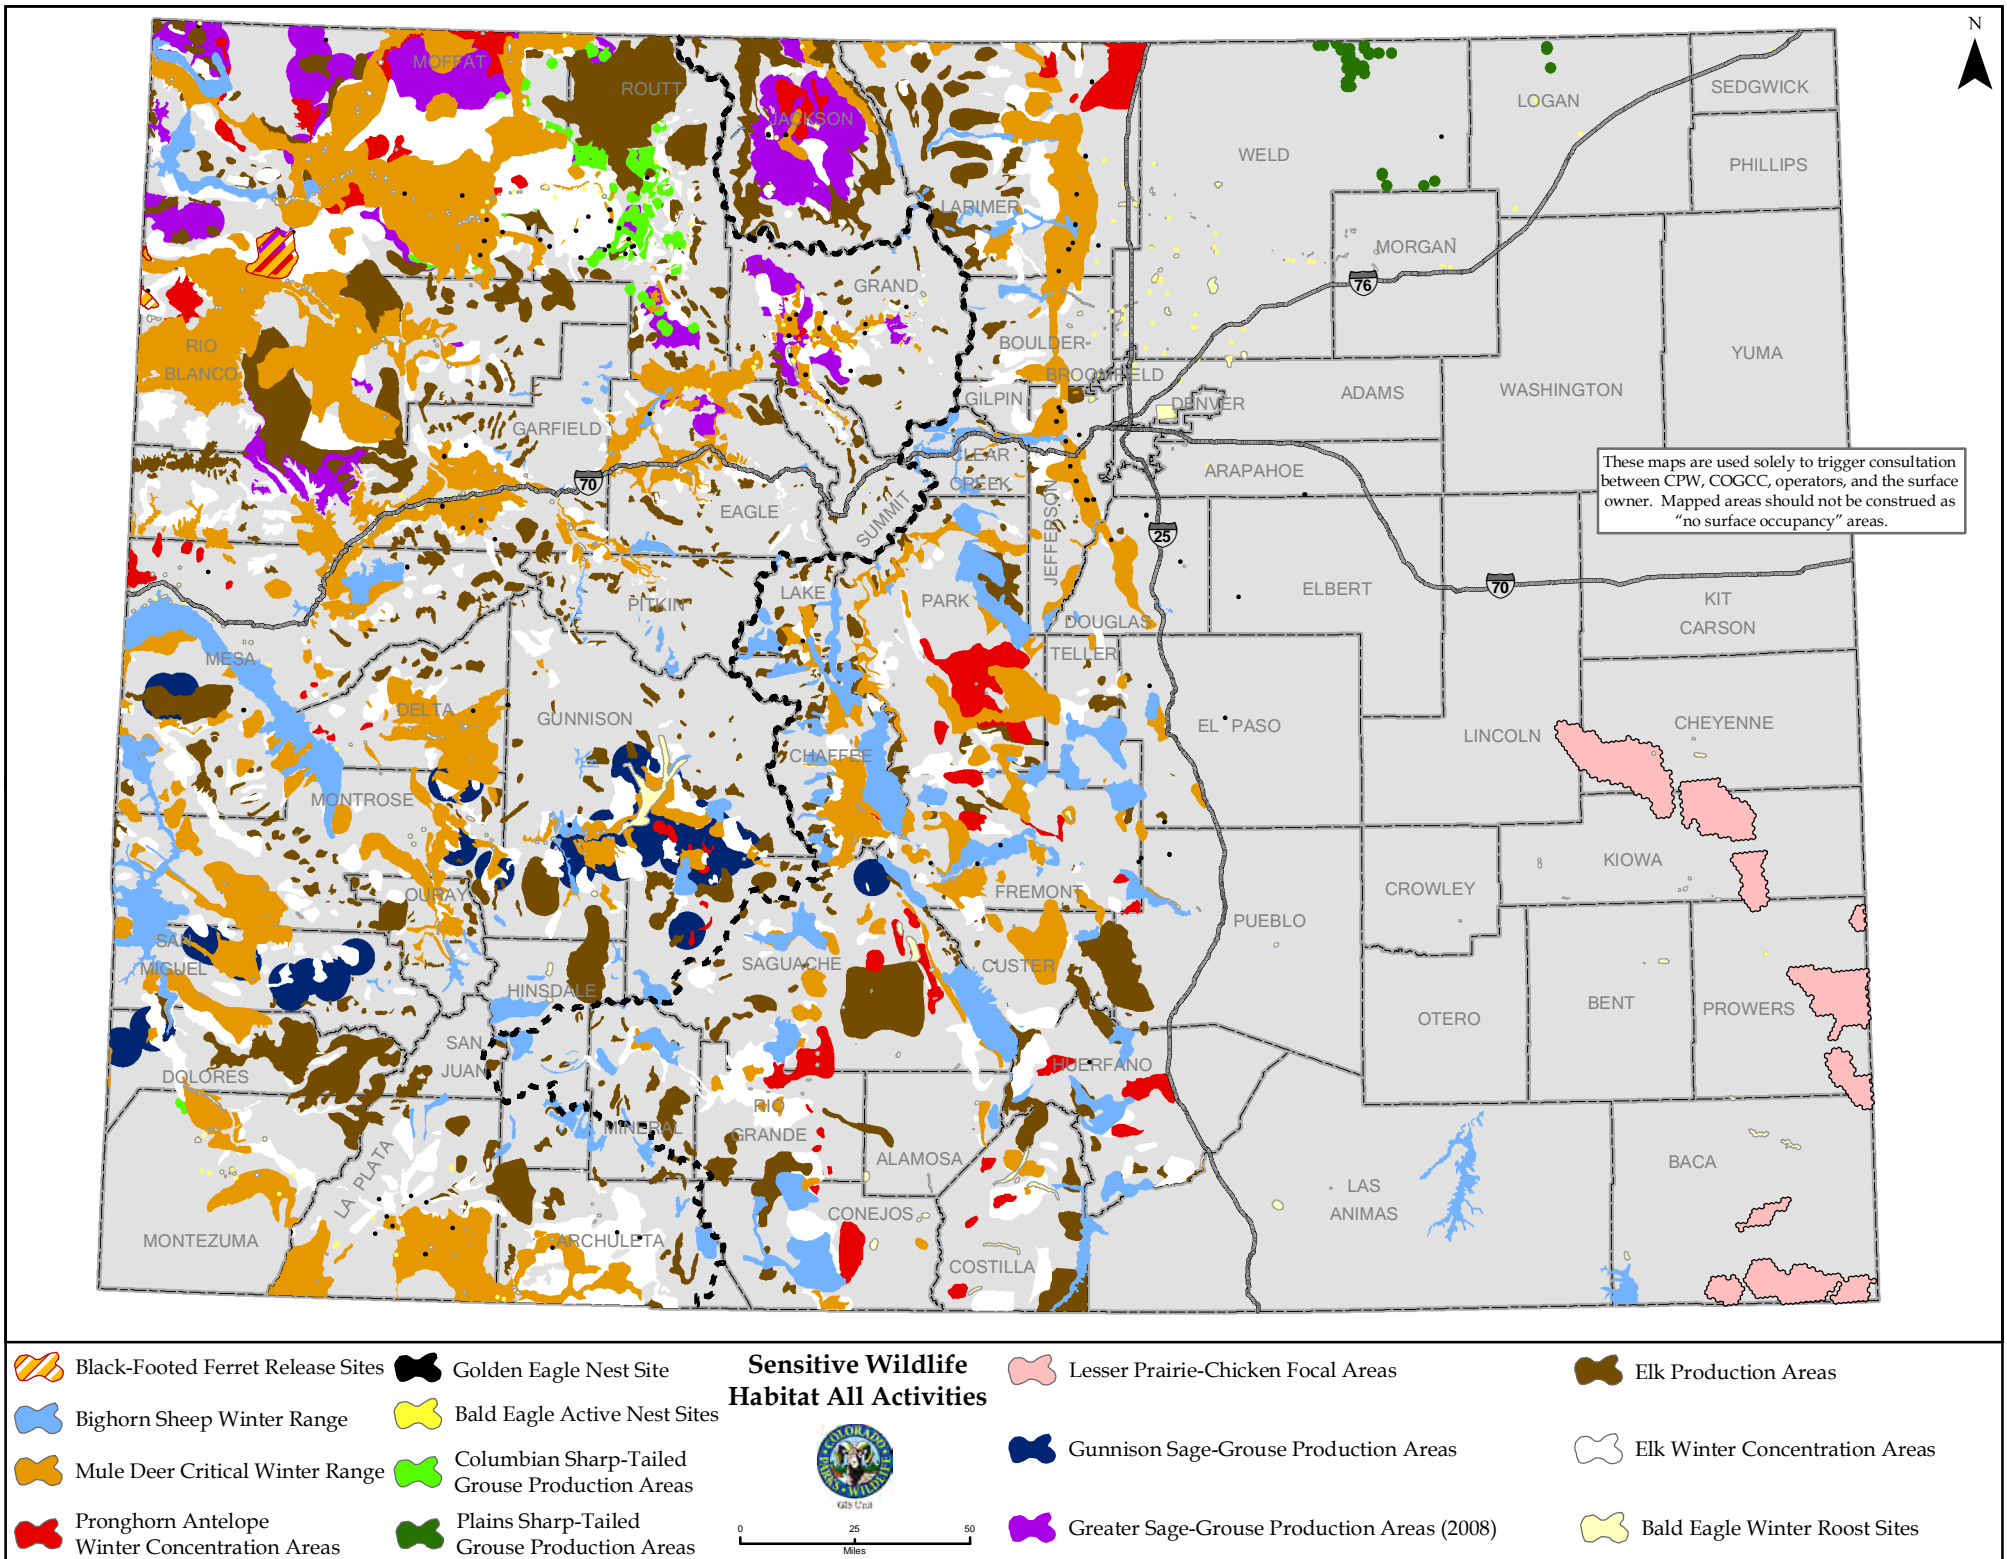 N
MOFFAT
ROUTT
JACKSON
LARIMER
WELD
LOGAN
SEDGWICK
PHILLIPS
MORGAN
76
GRAND
RIO
BLANCO
BOULDER
BROOMFIELD
YUMA
WASHINGTON
ADAMS
GILPIN
DENVER
GARFIELD
CLEAR
CREEK
ARAPAHOE
These maps are used solely to trigger consultation
between CPW, COGCC, operators, and the surface
owner. Mapped areas should not be construed as
“no surface occupancy” areas.
70
EAGLE
SUMMIT
JEFFERSON
25
ELBERT
70
KIT
CARSON
PITKIN
LAKE
PARK
DOUGLAS
MESA
TELLER
DELTA
GUNNISON
EL PASO
LINCOLN
CHEYENNE
CHAFFEE
MONTROSE
KIOWA
OURAY
FREMONT
CROWLEY
PUEBLO
SAN
MIGUEL
SAGUACHE
CUSTER
HINSDALE
BENT
PROWERS
OTERO
SAN
JUAN
DOLORES
HUERFANO
RIO
GRANDE
MINERAL
ALAMOSA
BACA
LA PLATA
LAS
ANIMAS
CONEJOS
MONTEZUMA
ARCHULETA
COSTILLA
Black-Footed Ferret Release Sites
Bighorn Sheep Winter Range
Mule Deer Critical Winter Range
Pronghorn Antelope
Winter Concentration Areas
Golden Eagle Nest Site
Bald Eagle Active Nest Sites
Columbian Sharp-Tailed
Grouse Production Areas
Plains Sharp-Tailed
Grouse Production Areas
Sensitive Wildlife
Habitat All Activities
COLORADO
PARKS • WILDLIFE
GIS Unit
0 25 50
Miles
Lesser Prairie-Chicken Focal Areas
Gunnison Sage-Grouse Production Areas
Greater Sage-Grouse Production Areas (2008)
Elk Production Areas
Elk Winter Concentration Areas
Bald Eagle Winter Roost Sites